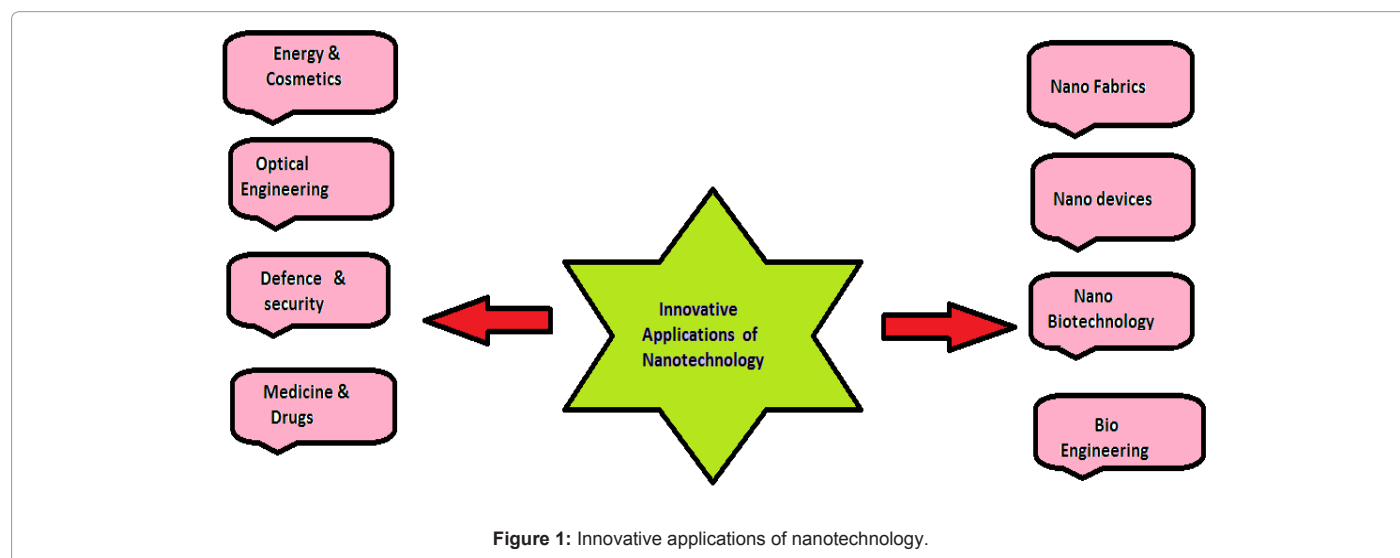 Energy &
Cosmetics
Optical
Engineering
Defence & security
Medicine &
Drugs
Innovative
Applications of
Nanotechnology
Nano Fabrics
Nano devices
Nano
Biotechnology
Bio
Engineering
Figure 1: Innovative applications of nanotechnology.